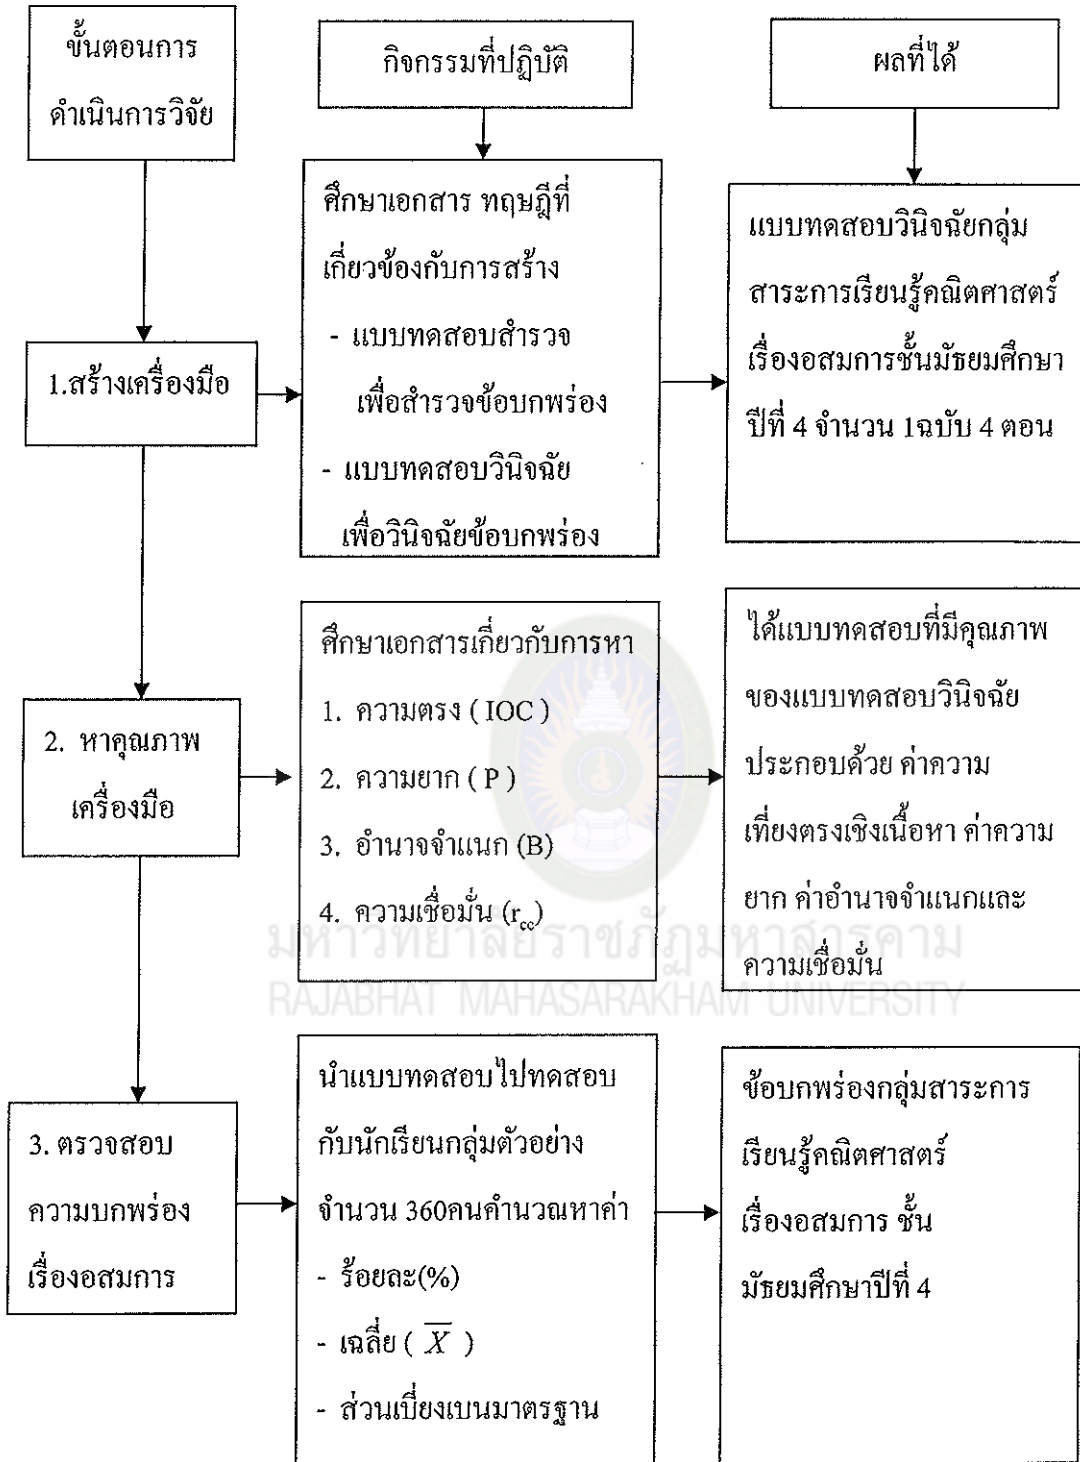 ขั้นตอนการ
ดำเนินการวิจัย
กิจกรรมที่ปฏิบัติ
ผลที่ได้
1.สร้างเครื่องมือ
ศึกษาเอกสาร ทฤษฎีที่
เกี่ยวข้องกับการสร้าง
- แบบทดสอบสำรวจ
เพื่อสำรวจข้อบกพร่อง
- แบบทดสอบวินิจฉัย
เพื่อวินิจฉัยข้อบกพร่อง
แบบทดสอบวินิจฉัยกลุ่ม
สาระการเรียนรู้คณิตศาสตร์
เรื่องอสมการชั้นมัธยมศึกษา
ปีที่ 4 จำนวน 1ฉบับ 4 ตอน
2. หาคุณภาพ
เครื่องมือ
ศึกษาเอกสารเกี่ยวกับการหา
1. ความตรง ( IOC )
2. ความยาก ( P )
3. อำนาจจำแนก (B)
4. ความเชื่อมั่น (r_cc)
ได้แบบทดสอบที่มีคุณภาพ
ของแบบทดสอบวินิจฉัย
ประกอบด้วย ค่าความ
เที่ยงตรงเชิงเนื้อหา ค่าความ
ยาก ค่าอำนาจจำแนกและ
ความเชื่อมั่น
มหาวิทยาลัยราชภัฏมหาสารคาม
RAJABHAT MAHASARAKHAM UNIVERSITY
3. ตรวจสอบ
ความบกพร่อง
เรื่องอสมการ
นำแบบทดสอบไปทดสอบ
กับนักเรียนกลุ่มตัวอย่าง
จำนวน 360คนคำนวณหาค่า
- ร้อยละ(%)
- เฉลี่ย ( X̅ )
- ส่วนเบี่ยงเบนมาตรฐาน
ข้อบกพร่องกลุ่มสาระการ
เรียนรู้คณิตศาสตร์
เรื่องอสมการ ชั้น
มัธยมศึกษาปีที่ 4